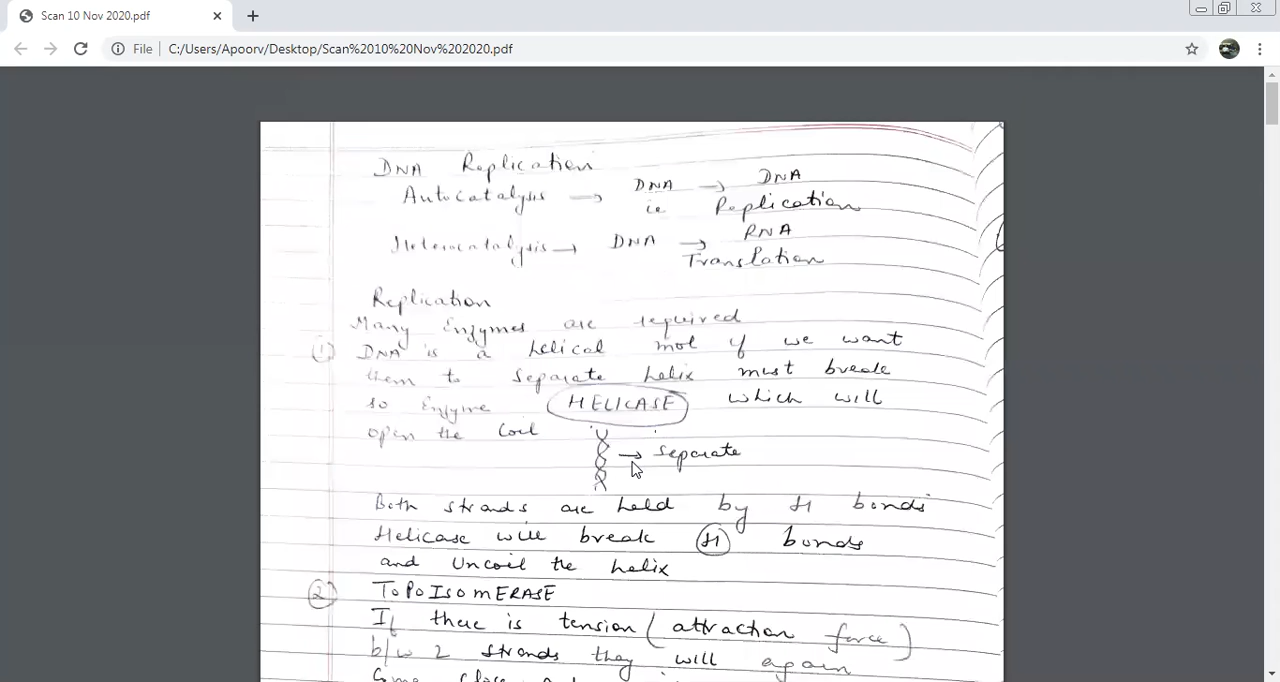 Scan 10 Nov 2020.pdf
File C:/Users/Apoorv/Desktop/Scan%2010%20Nov%202020.pdf
DNA Replication
Autocatalysis → DNA → DNA
ie Replication
Heterocatalysis → DNA → RNA
Translation
Replication
Many Enzymes are required
① DNA is a helical mol if we want
them to separate helix must break
so Enzyme HELICASE which will
open the coil
→ separate
Both strands are held by H bonds
Helicase will break H bonds
and Uncoil the helix
② TOPOISOMERASE
If there is tension (attraction force)
b/w 2 strands they will again